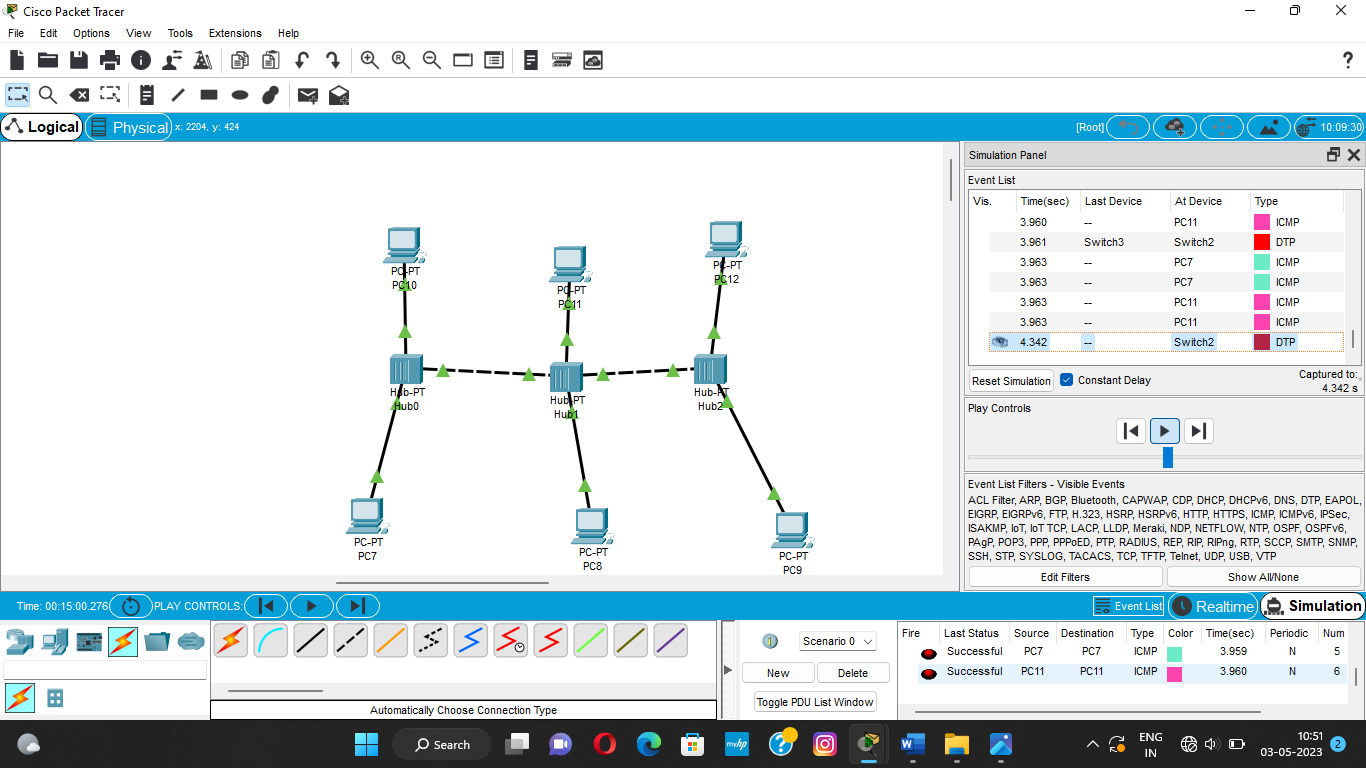 Cisco Packet Tracer
File Edit Options View Tools Extensions Help
Logical Physical x: 2204, y: 424 [Root] 10:09:30
PC-PT
PC10
PC-PT
PC11
PC-PT
PC12
Hub-PT
Hub0
Hub-PT
Hub1
Hub-PT
Hub2
PC-PT
PC7
PC-PT
PC8
PC-PT
PC9
Simulation Panel
Event List
Vis. Time(sec) Last Device At Device Type
3.960 -- PC11 ICMP
3.961 Switch3 Switch2 DTP
3.963 -- PC7 ICMP
3.963 -- PC7 ICMP
3.963 -- PC11 ICMP
3.963 -- PC11 ICMP
4.342 -- Switch2 DTP
Reset Simulation Constant Delay Captured to:
4.342 s
Play Controls
Event List Filters - Visible Events
ACL Filter, ARP, BGP, Bluetooth, CAPWAP, CDP, DHCP, DHCPv6, DNS, DTP, EAPOL,
EIGRP, EIGRPv6, FTP, H.323, HSRP, HSRPv6, HTTP, HTTPS, ICMP, ICMPv6, IPSec,
ISAKMP, IoT, IoT TCP, LACP, LLDP, Meraki, NDP, NETFLOW, NTP, OSPF, OSPFv6,
PAgP, POP3, PPP, PPPoED, PTP, RADIUS, REP, RIP, RIPng, RTP, SCCP, SMTP, SNMP,
SSH, STP, SYSLOG, TACACS, TCP, TFTP, Telnet, UDP, USB, VTP
Edit Filters Show All/None
Time: 00:15:00.276 PLAY CONTROLS: Event List Realtime Simulation
Automatically Choose Connection Type
Scenario 0
New Delete
Toggle PDU List Window
Fire Last Status Source Destination Type Color Time(sec) Periodic Num
Successful PC7 PC7 ICMP 3.959 N 5
Successful PC11 PC11 ICMP 3.960 N 6
Search
myhp
ENG
IN
10:51
03-05-2023
2